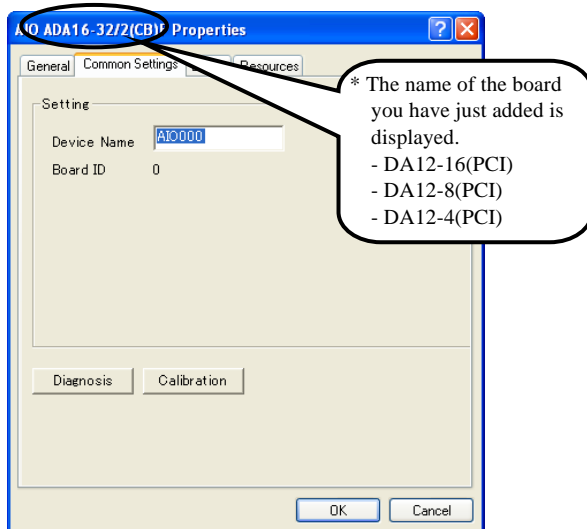 AIO ADA16-32/2(CB)F Properties
General Common Settings Resources
* The name of the board
you have just added is
displayed.
- DA12-16(PCI)
- DA12-8(PCI)
- DA12-4(PCI)
Setting
Device Name AIO000
Board ID 0
Diagnosis Calibration
OK Cancel